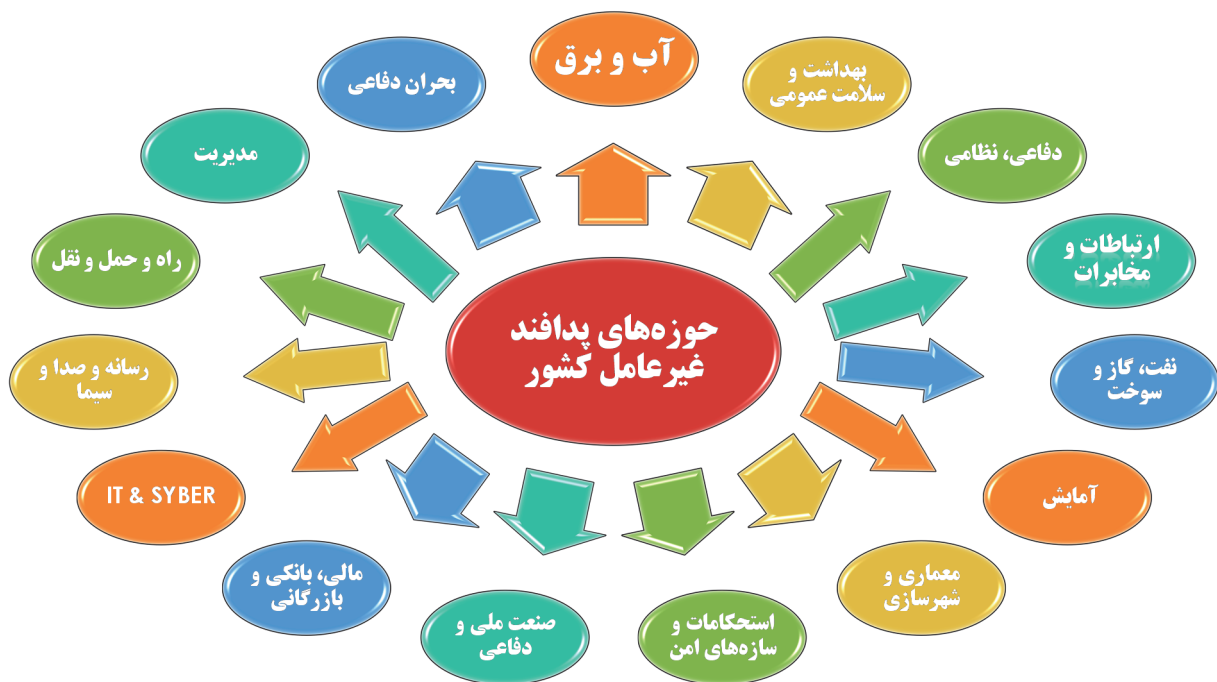 حوزه‌های پدافند
غیرعامل کشور
آب و برق
بهداشت و
سلامت عمومی
دفاعی، نظامی
ارتباطات و
مخابرات
نفت، گاز و
سوخت
آمایش
معماری و
شهرسازی
استحکامات و
سازه‌های امن
صنعت ملی و
دفاعی
مالی، بانکی و
بازرگانی
IT & SYBER
رسانه و صدا و
سیما
راه و حمل و نقل
مدیریت
بحران دفاعی